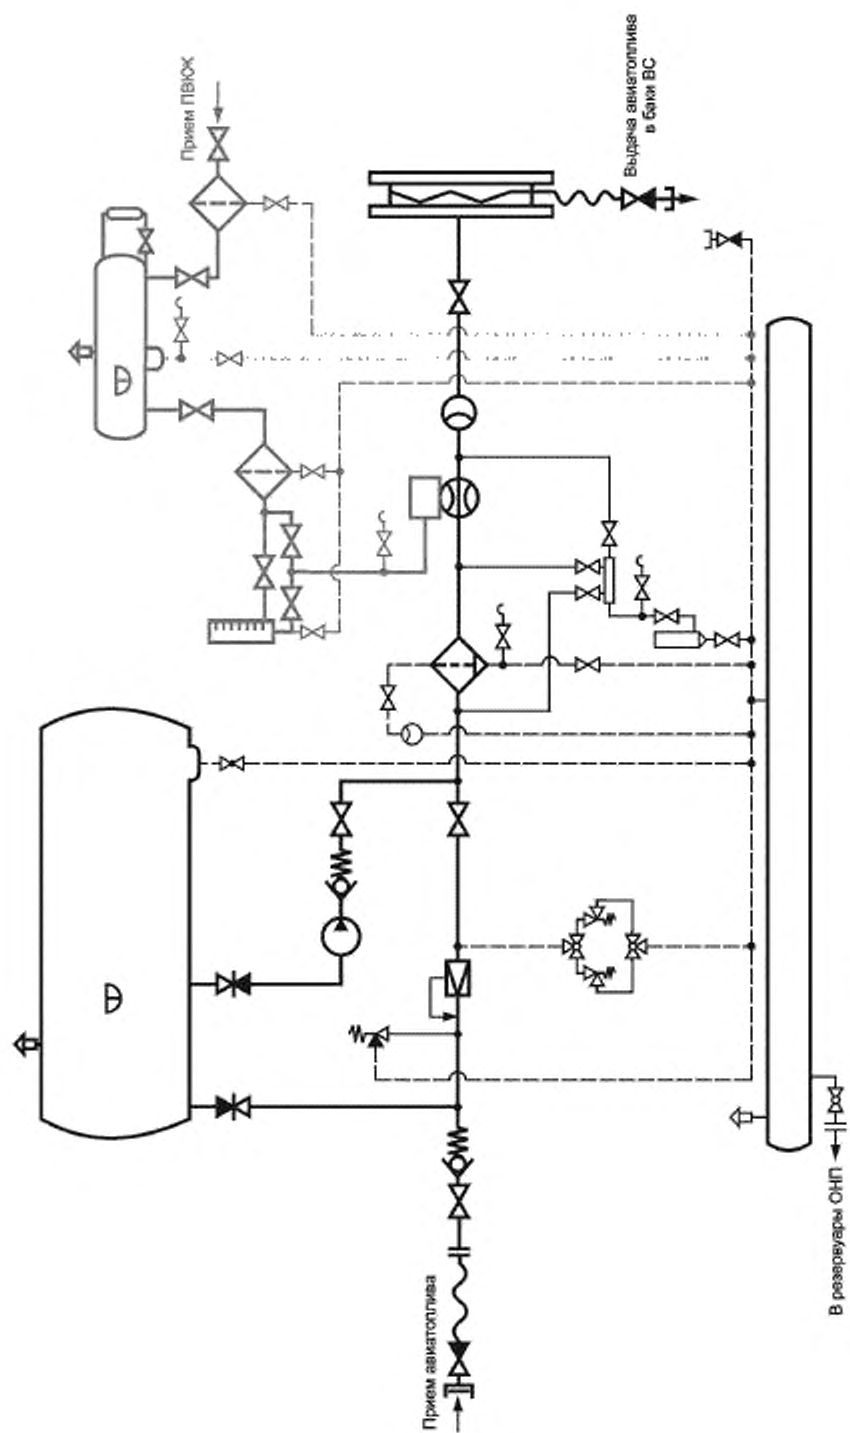 Прием ПВКЖ
Выдача авиатоплива
в баки ВС
Прием авиатоплива
В резервуары ОНП